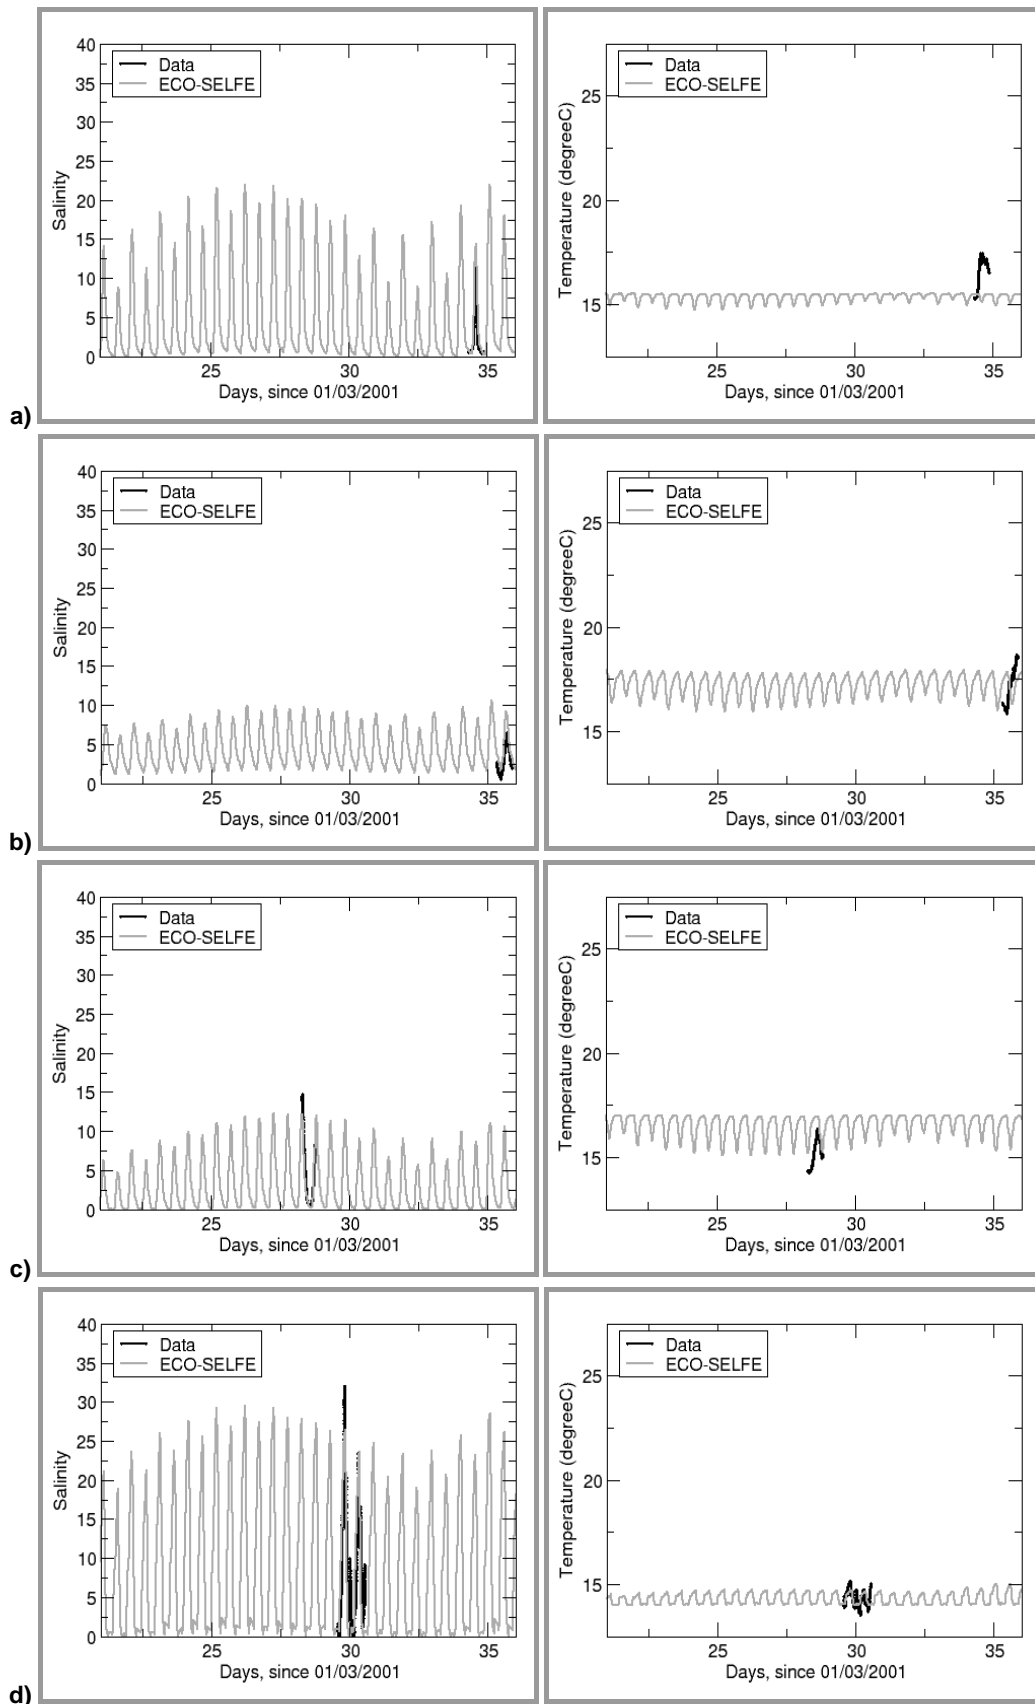 40
35
30
25
20
15
10
5
0
Salinity
Data
ECO-SELFE
25
30
35
Days, since 01/03/2001
25
20
15
Temperature (degreeC)
Data
ECO-SELFE
25
30
35
Days, since 01/03/2001
a)
40
35
30
25
20
15
10
5
0
Salinity
Data
ECO-SELFE
25
30
35
Days, since 01/03/2001
25
20
15
Temperature (degreeC)
Data
ECO-SELFE
25
30
35
Days, since 01/03/2001
b)
40
35
30
25
20
15
10
5
0
Salinity
Data
ECO-SELFE
25
30
35
Days, since 01/03/2001
25
20
15
Temperature (degreeC)
Data
ECO-SELFE
25
30
35
Days, since 01/03/2001
c)
40
35
30
25
20
15
10
5
0
Salinity
Data
ECO-SELFE
25
30
35
Days, since 01/03/2001
25
20
15
Temperature (degreeC)
Data
ECO-SELFE
25
30
35
Days, since 01/03/2001
d)